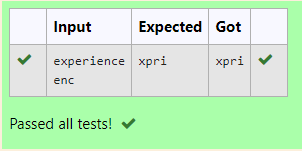 Input Expected Got
experience xpri xpri
enc
Passed all tests!